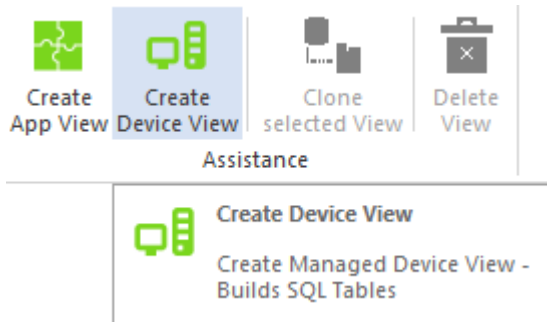 Create
App View
Create
Device View
Clone
selected View
Delete
View
Assistance
Create Device View
Create Managed Device View -
Builds SQL Tables